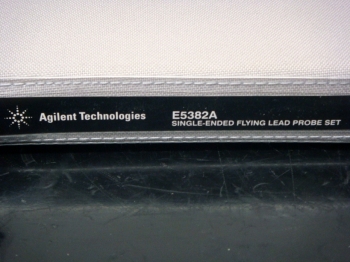 Agilent Technologies E5382A
SINGLE-ENDED FLYING LEAD PROBE SET